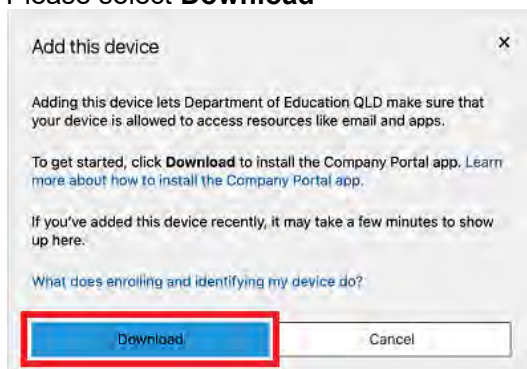 Please select Download
Add this device
×
Adding this device lets Department of Education QLD make sure that
your device is allowed to access resources like email and apps.
To get started, click Download to install the Company Portal app. Learn
more about how to install the Company Portal app.
If you've added this device recently, it may take a few minutes to show
up here.
What does enrolling and identifying my device do?
Download
Cancel